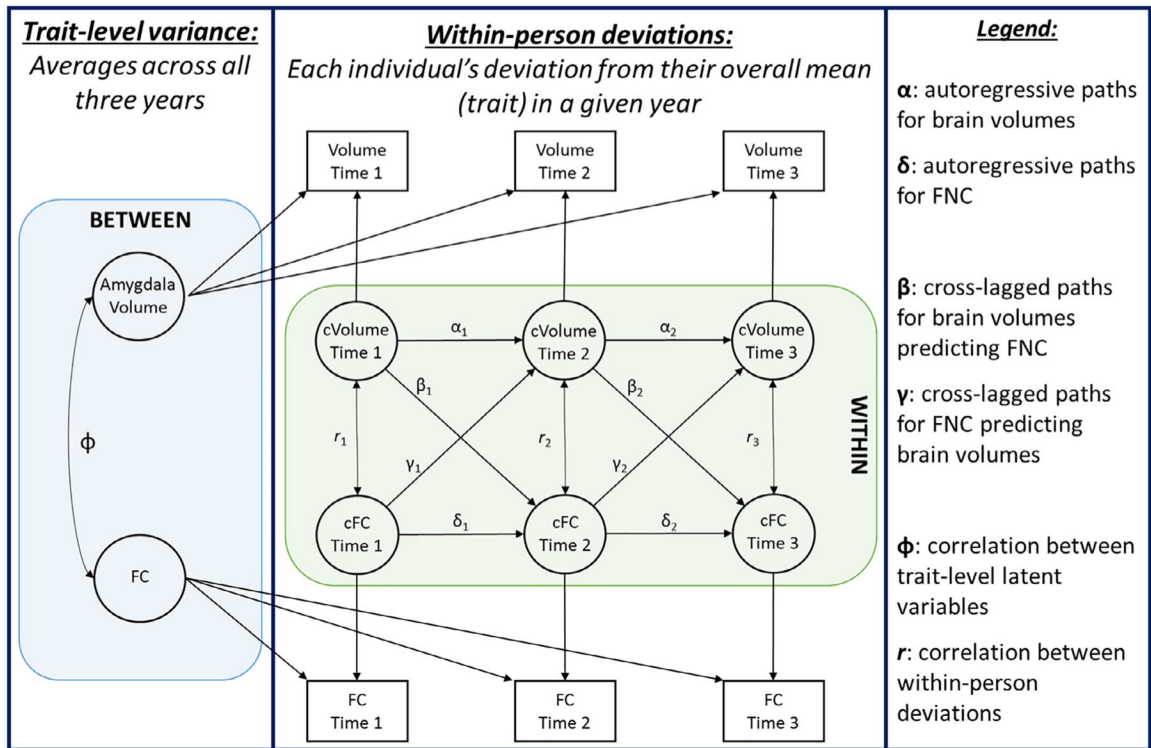 Trait-level variance:
Averages across all
three years
BETWEEN
Amygdala
Volume
ϕ
FC
Within-person deviations:
Each individual's deviation from their overall mean
(trait) in a given year
Volume
Time 1
Volume
Time 2
Volume
Time 3
cVolume
Time 1
α1
cVolume
Time 2
α2
cVolume
Time 3
β1
β2
r1
r2
r3
γ1
γ2
cFC
Time 1
δ1
cFC
Time 2
δ2
cFC
Time 3
WITHIN
FC
Time 1
FC
Time 2
FC
Time 3
Legend:
α: autoregressive paths
for brain volumes
δ: autoregressive paths
for FNC
β: cross-lagged paths
for brain volumes
predicting FNC
γ: cross-lagged paths
for FNC predicting
brain volumes
ϕ: correlation between
trait-level latent
variables
r: correlation between
within-person
deviations